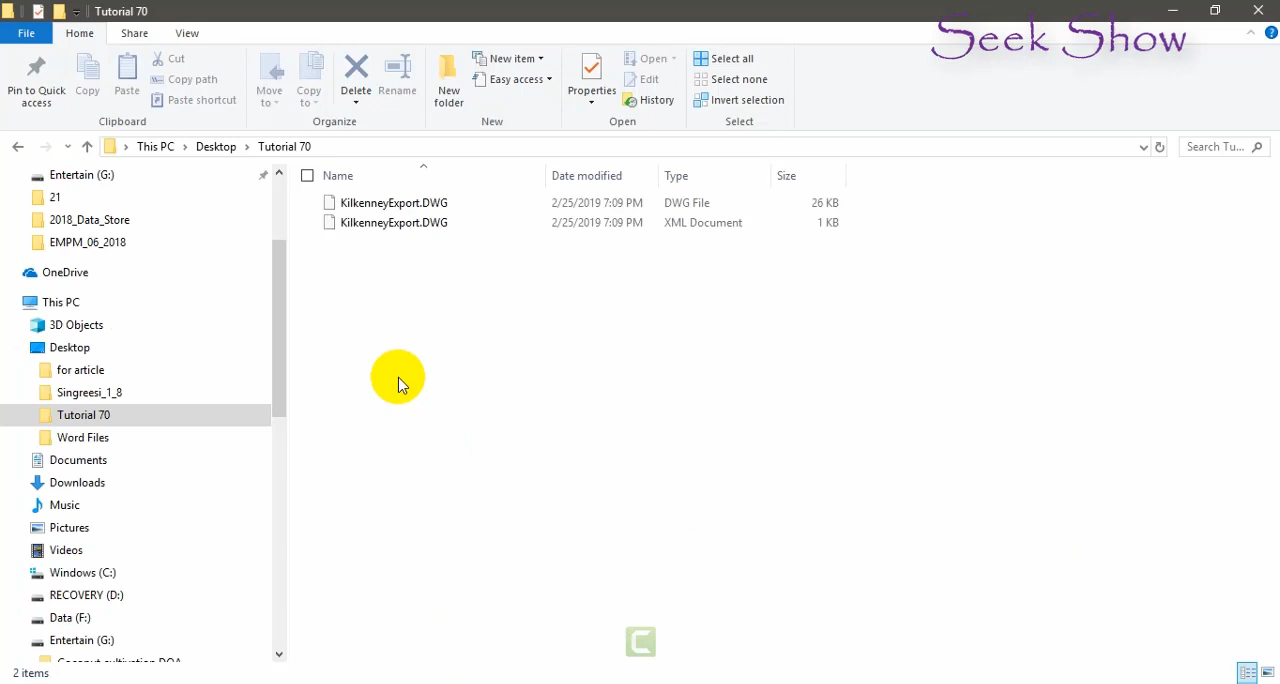 Tutorial 70
Seek Show
File
Home
Share
View
Pin to Quick access
Copy
Paste
Cut
Copy path
Paste shortcut
Clipboard
Move to
Copy to
Delete
Rename
Organize
New folder
New item
Easy access
New
Properties
Open
Edit
History
Open
Select all
Select none
Invert selection
Select
This PC > Desktop > Tutorial 70
Search Tu...
Name
Date modified
Type
Size
KilkenneyExport.DWG 2/25/2019 7:09 PM DWG File 26 KB
KilkenneyExport.DWG 2/25/2019 7:09 PM XML Document 1 KB
Entertain (G:)
21
2018_Data_Store
EMPM_06_2018
OneDrive
This PC
3D Objects
Desktop
for article
Singreesi_1_8
Tutorial 70
Word Files
Documents
Downloads
Music
Pictures
Videos
Windows (C:)
RECOVERY (D:)
Data (F:)
Entertain (G:)
Coconut cultivation DOA
2 items